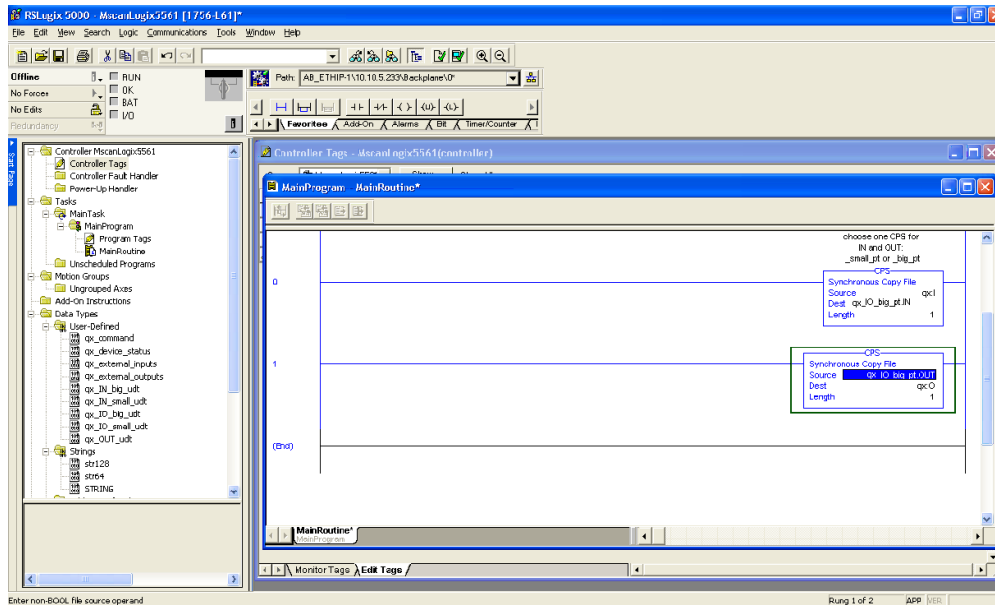 RSLogix 5000 - MscanLogix5561 [1756-L61]*
File Edit View Search Logic Communications Tools Window Help
Offline
RUN
No Forces
OK
No Edits
BAT
Redundancy
I/O
Path: AB_ETHIP-1\10.10.5.233\Backplane\0*
Favorites Add-On Alarms Bit Timer/Counter
Start Page
Controller MscanLogix5561
Controller Tags
Controller Fault Handler
Power-Up Handler
Tasks
MainTask
MainProgram
Program Tags
MainRoutine
Unscheduled Programs
Motion Groups
Ungrouped Axes
Add-On Instructions
Data Types
User-Defined
qx_command
qx_device_status
qx_external_inputs
qx_external_outputs
qx_IN_big_udt
qx_IN_small_udt
qx_IO_big_udt
qx_IO_small_udt
qx_OUT_udt
Strings
str128
str64
STRING
Controller Tags - MscanLogix5561(controller)
MainProgram - MainRoutine*
choose one CPS for
IN and OUT:
_small_pt or _big_pt
0
CPS
Synchronous Copy File
Source qx:I
Dest qx_IO_big_pt.IN
Length 1
1
CPS
Synchronous Copy File
Source qx_IO_big_pt.OUT
Dest qx:O
Length 1
(End)
MainRoutine*
MainProgram
Monitor Tags Edit Tags
Enter non-BOOL file source operand
Rung 1 of 2 APP VER